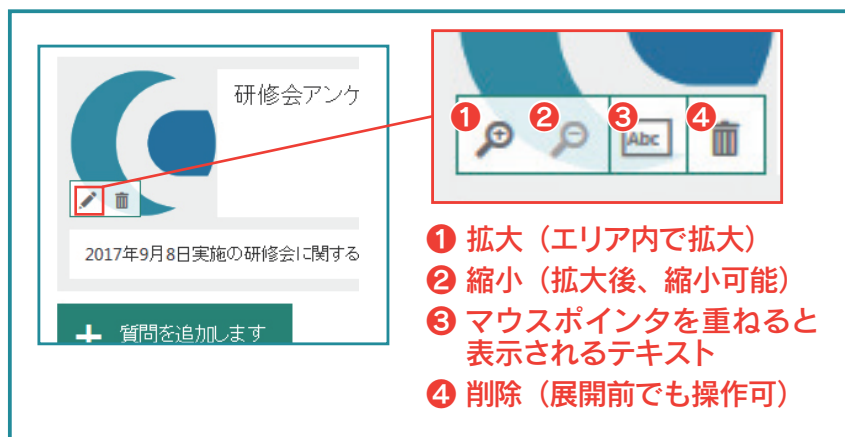 研修会アンケ
2017年9月8日実施の研修会に関する
+ 質問を追加します
❶ ❷ ❸ ❹
Abc
❶ 拡大（エリア内で拡大）
❷ 縮小（拡大後、縮小可能）
❸ マウスポインタを重ねると
表示されるテキスト
❹ 削除（展開前でも操作可）